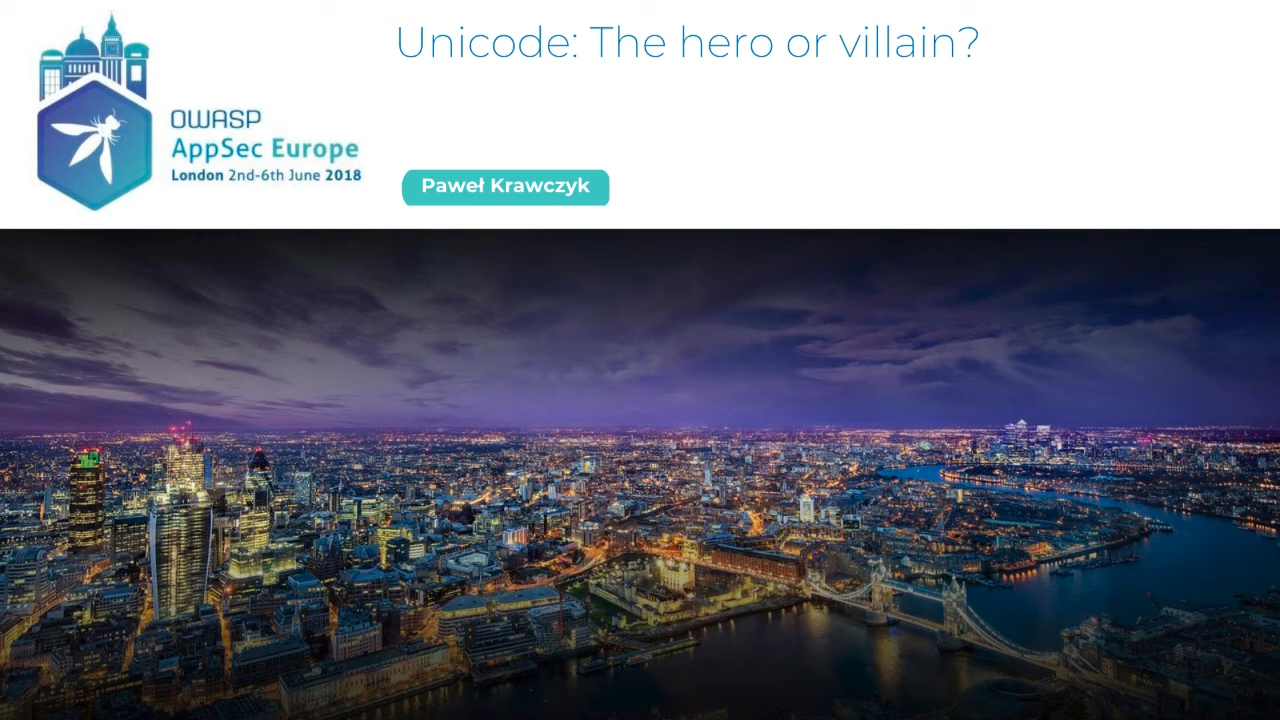 Unicode: The hero or villain?
OWASP
AppSec Europe
London 2nd-6th June 2018
Paweł Krawczyk